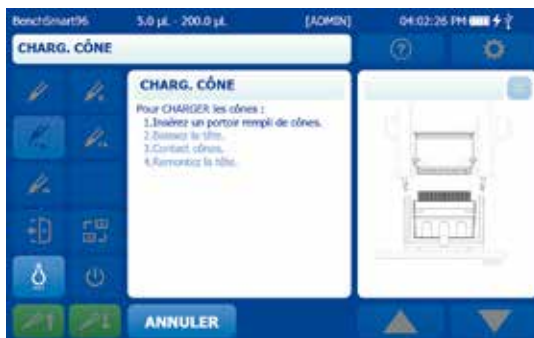 BenchSmart96 5.0 µL - 200.0 µL [ADMIN] 04:02:26 PM
CHARG. CÔNE
CHARG. CÔNE
Pour CHARGER les cônes :
1.Insérez un portoir rempli de cônes.
2.Baissez la tête.
3.Contact cônes.
4.Remontez la tête.
ANNULER